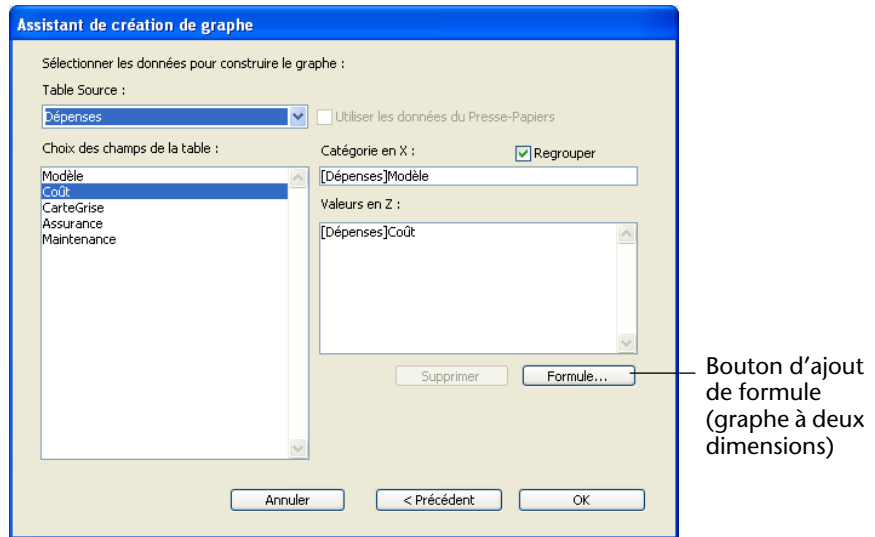 Assistant de création de graphe
Sélectionner les données pour construire le graphe :
Table Source :
Dépenses
Utiliser les données du Presse-Papiers
Choix des champs de la table :
Modèle
Coût
CarteGrise
Assurance
Maintenance
Catégorie en X :
Regrouper
[Dépenses]Modèle
Valeurs en Z :
[Dépenses]Coût
Supprimer
Formule...
Bouton d’ajout
de formule
(graphe à deux
dimensions)
Annuler
< Précédent
OK